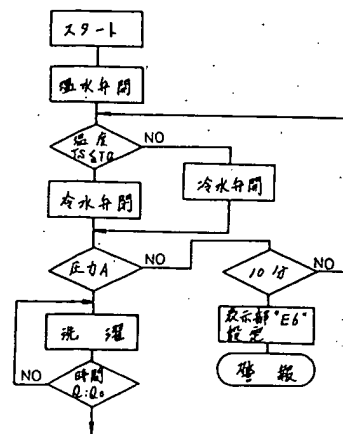 スタート
温水弁開
温度
TS≦TQ
NO
冷水弁開
冷水弁閉
圧力A
NO
10分
NO
洗濯
表示部"E6"
設定
時間
Q:Qo
NO
警報